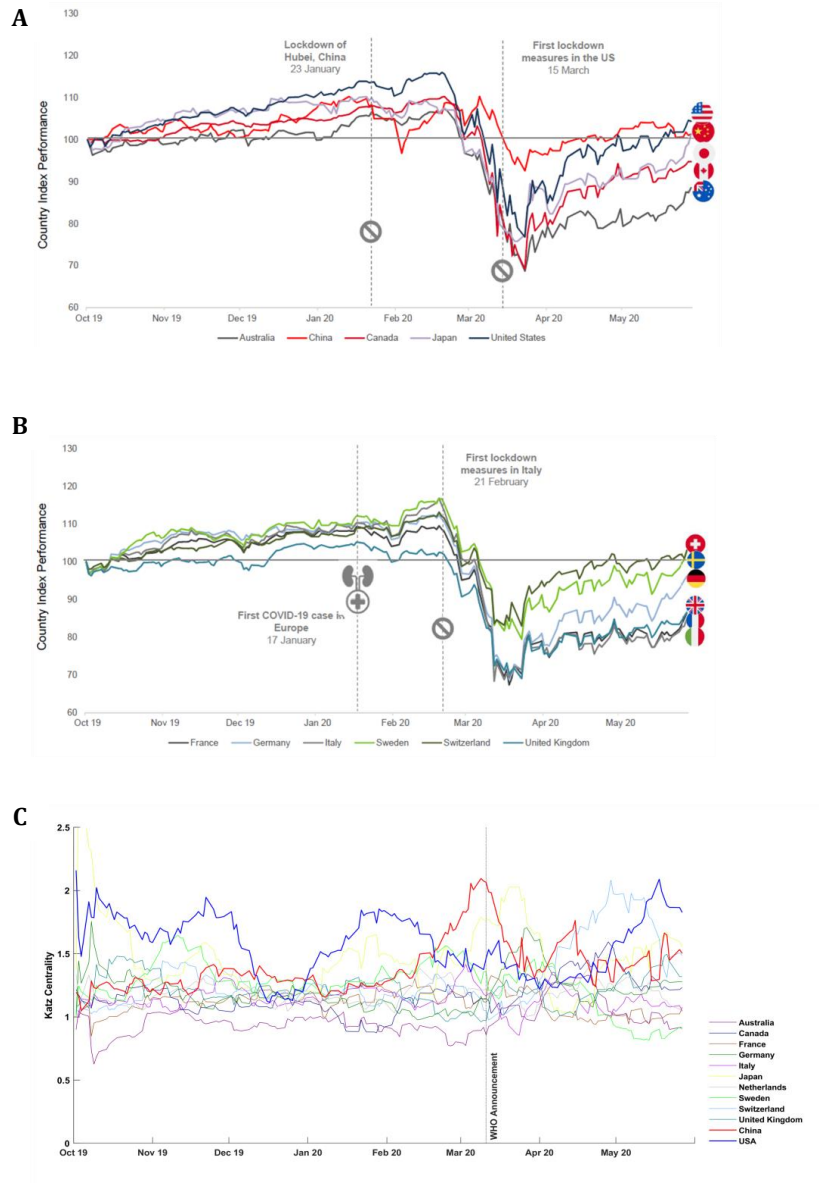 A
130
120
110
100
90
80
70
60
Country Index Performance
Lockdown of
Hubei, China
23 January
First lockdown
measures in the US
15 March
Oct 19 Nov 19 Dec 19 Jan 20 Feb 20 Mar 20 Apr 20 May 20
Australia China Canada Japan United States
B
130
120
110
100
90
80
70
60
Country Index Performance
First lockdown
measures in Italy
21 February
First COVID-19 case in
Europe
17 January
Oct 19 Nov 19 Dec 19 Jan 20 Feb 20 Mar 20 Apr 20 May 20
France Germany Italy Sweden Switzerland United Kingdom
C
2.5
2
1.5
1
0.5
0
Katz Centrality
WHO Announcement
Oct 19 Nov 19 Dec 19 Jan 20 Feb 20 Mar 20 Apr 20 May 20
Australia
Canada
France
Germany
Italy
Japan
Netherlands
Sweden
Switzerland
United Kingdom
China
USA